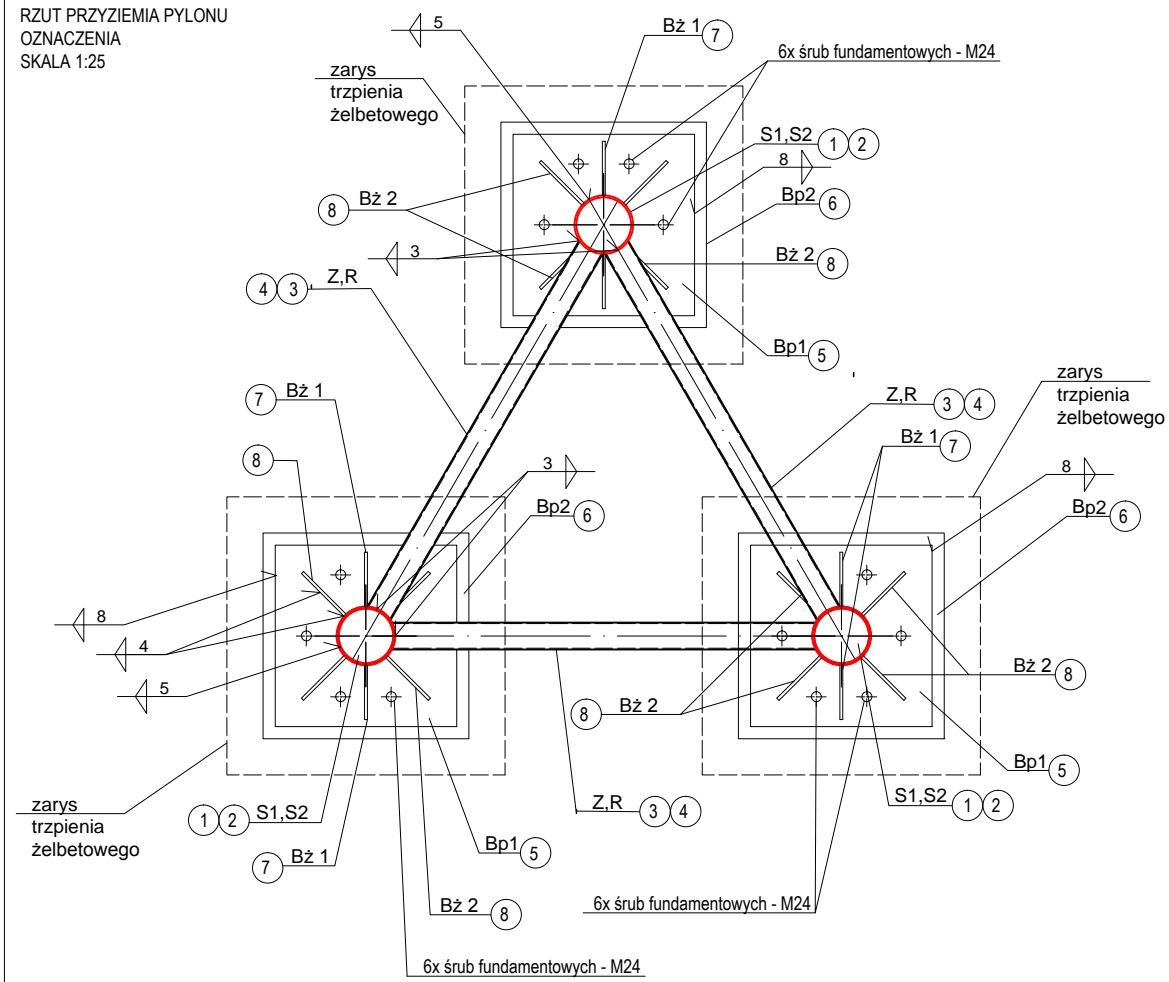 RZUT PRZYZIEMIA PYLONU
OZNACZENIA
SKALA 1:25
5
Bż 1 7
6x śrub fundamentowych - M24
zarys
trzpienia
żelbetowego
S1,S2 1 2
8
Bp2 6
8 Bż 2
3
Bż 2 8
4 3 Z,R
Bp1 5
zarys
trzpienia
żelbetowego
7 Bż 1
Z,R 3 4
Bż 1 7
8
3
8
Bp2 6
Bp2 6
8
4
5
Bż 2 8
8 Bż 2
Bp1 5
zarys
trzpienia
żelbetowego
1 2 S1,S2
Z,R 3 4
S1,S2 1 2
7 Bż 1
Bp1 5
Bż 2 8
6x śrub fundamentowych - M24
6x śrub fundamentowych - M24